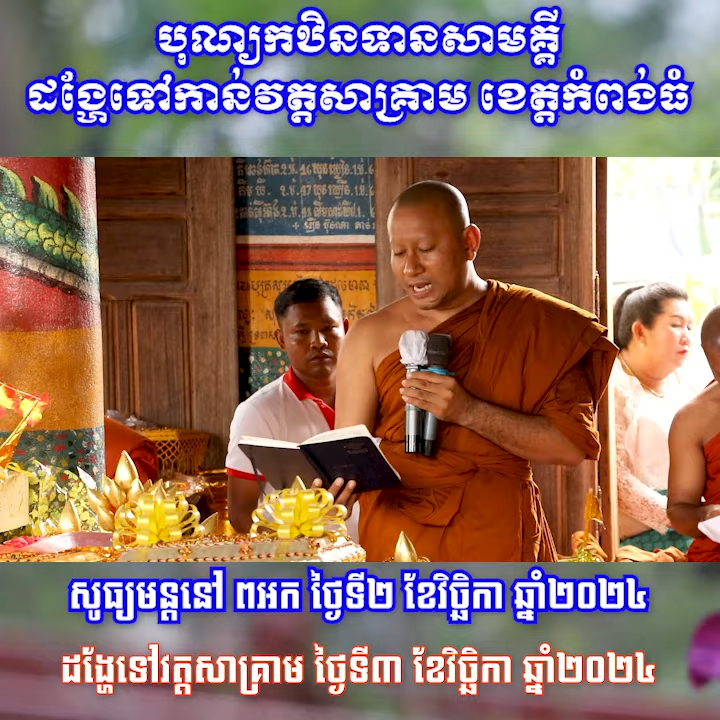 បុណ្យកឋិនទានសាមគ្គី
ដង្ហែទៅកាន់វត្តសាគ្រាម ខេត្តកំពង់ធំ
សូធ្យមន្តនៅ ពអក ថ្ងៃទី២ ខែវិច្ឆិកា ឆ្នាំ២០២៤
ដង្ហែទៅវត្តសាគ្រាម ថ្ងៃទី៣ ខែវិច្ឆិកា ឆ្នាំ២០២៤